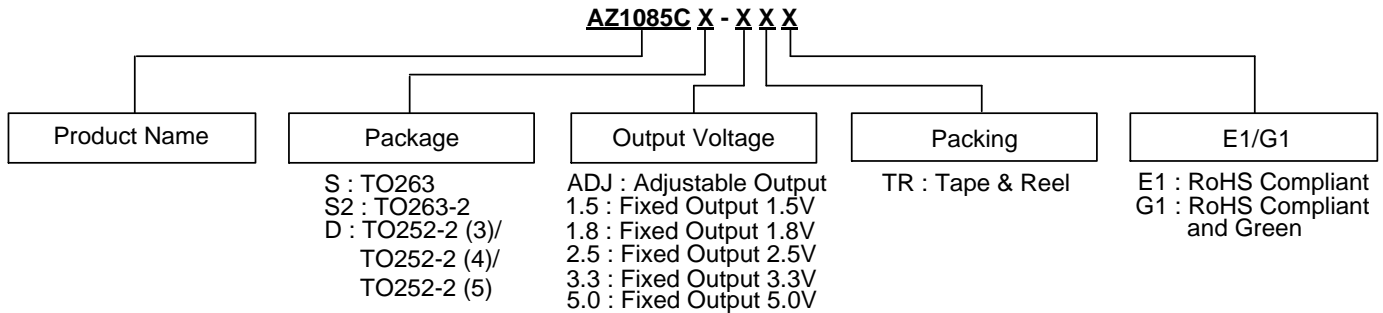 AZ1085C X - X X X
Product Name
Package
S : TO263
S2 : TO263-2
D : TO252-2 (3)/
TO252-2 (4)/
TO252-2 (5)
Output Voltage
ADJ : Adjustable Output
1.5 : Fixed Output 1.5V
1.8 : Fixed Output 1.8V
2.5 : Fixed Output 2.5V
3.3 : Fixed Output 3.3V
5.0 : Fixed Output 5.0V
Packing
TR : Tape & Reel
E1/G1
E1 : RoHS Compliant
G1 : RoHS Compliant
and Green